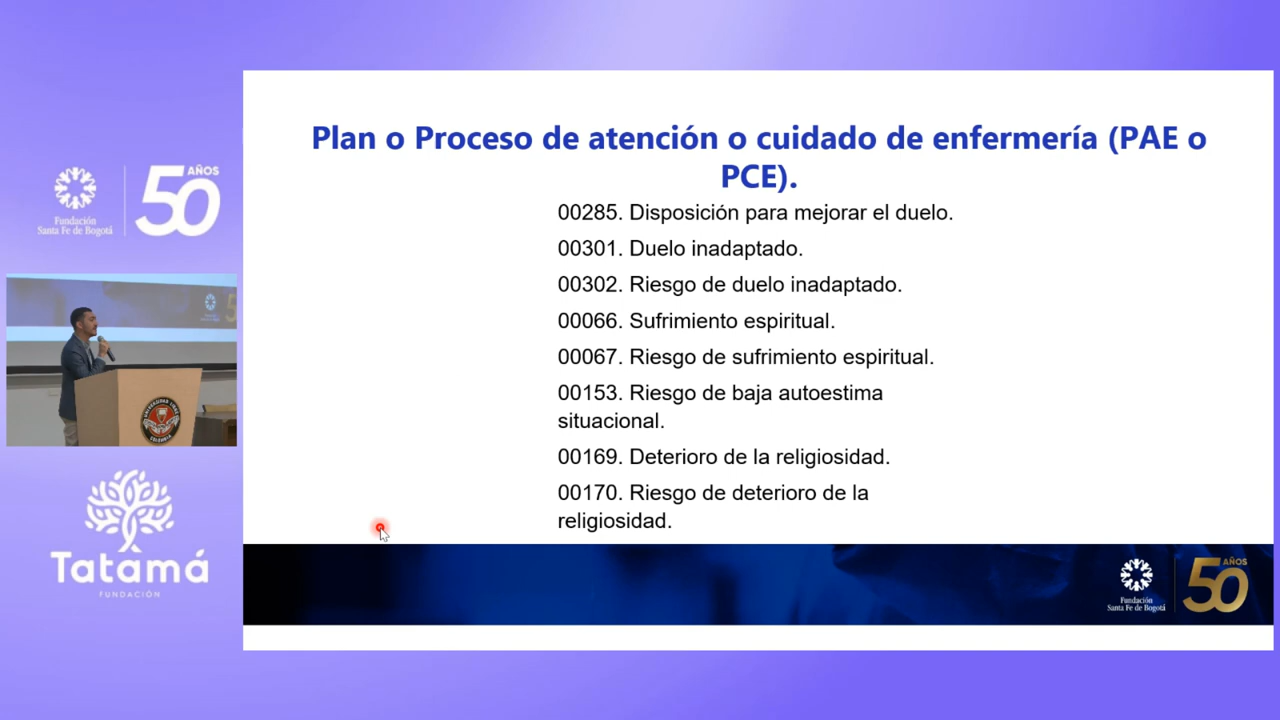 Plan o Proceso de atención o cuidado de enfermería (PAE o
PCE).
00285. Disposición para mejorar el duelo.
00301. Duelo inadaptado.
00302. Riesgo de duelo inadaptado.
00066. Sufrimiento espiritual.
00067. Riesgo de sufrimiento espiritual.
00153. Riesgo de baja autoestima
situacional.
00169. Deterioro de la religiosidad.
00170. Riesgo de deterioro de la
religiosidad.
Fundación
Santa Fe de Bogotá
50 AÑOS
Tatamá
FUNDACIÓN
Fundación
Santa Fe de Bogotá
50 AÑOS